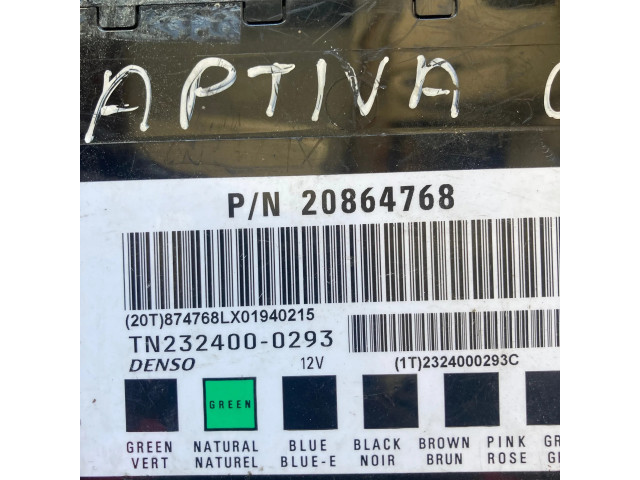 APTIVA
P/N 20864768
(20T)874768LX01940215
TN232400-0293
(1T)2324000293C
DENSO 12V
GREEN
GREEN NATURAL BLUE BLACK BROWN PINK
VERT NATUREL BLUE-E NOIR BRUN ROSE